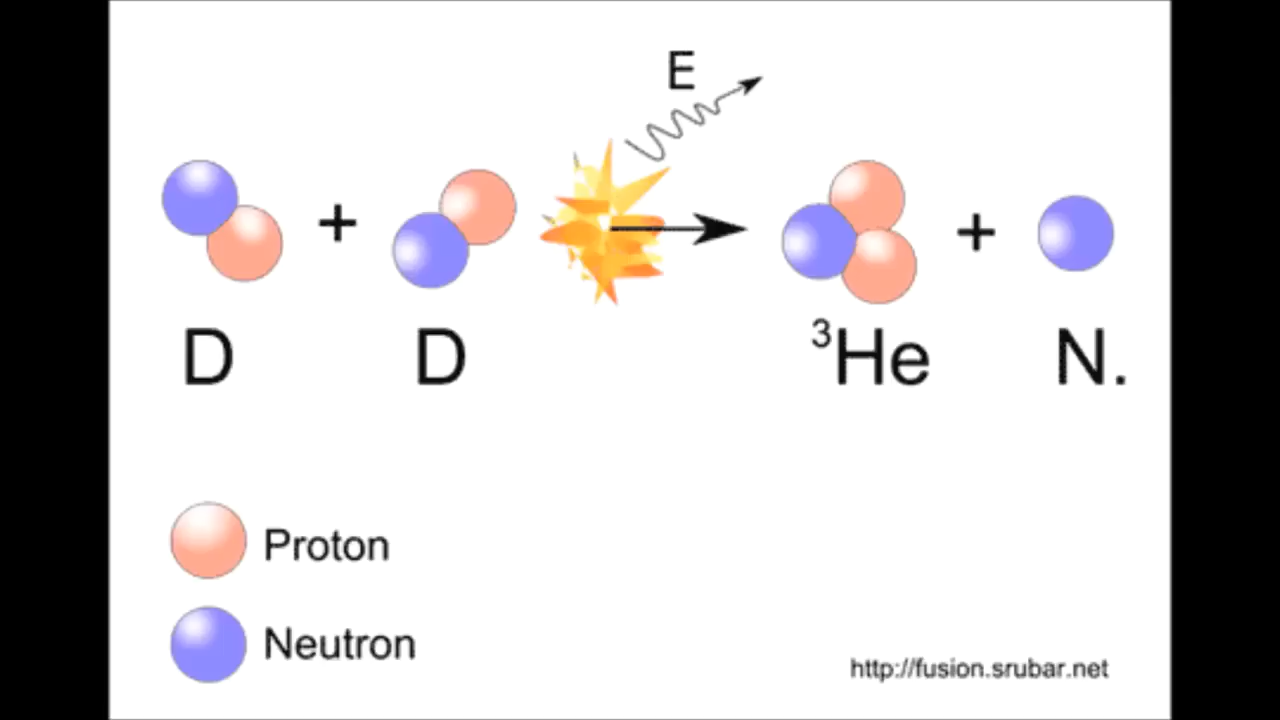 E
+ +
D D ³He N.
Proton
Neutron
http://fusion.srubar.net